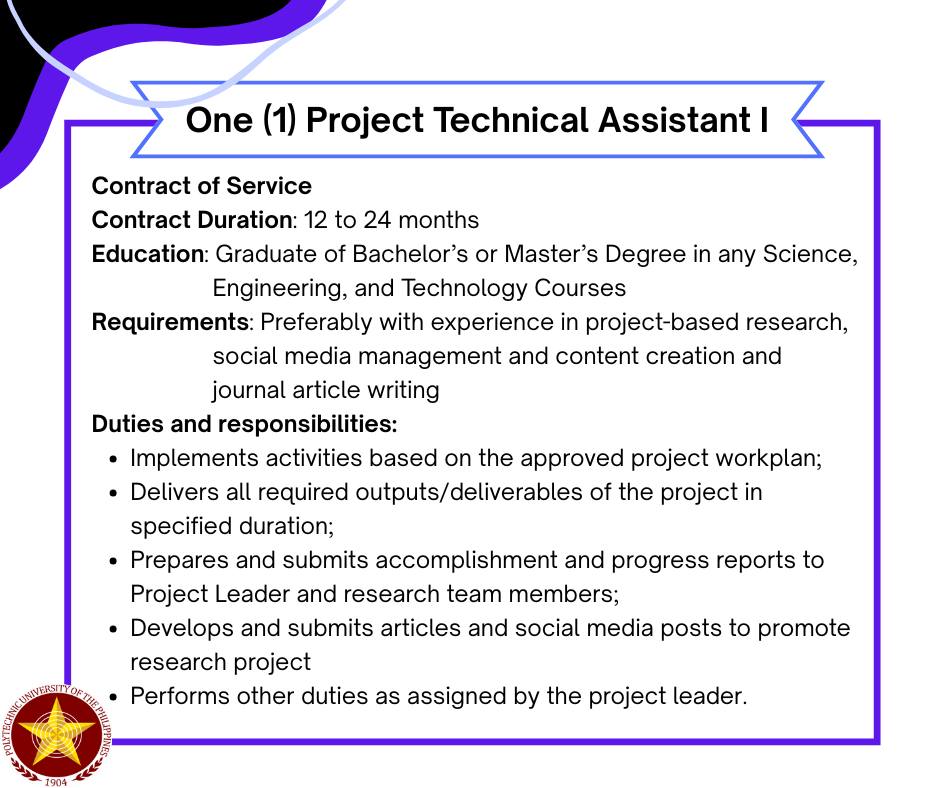 One (1) Project Technical Assistant I
Contract of Service
Contract Duration: 12 to 24 months
Education: Graduate of Bachelor’s or Master’s Degree in any Science,
Engineering, and Technology Courses
Requirements: Preferably with experience in project-based research,
social media management and content creation and
journal article writing
Duties and responsibilities:
• Implements activities based on the approved project workplan;
• Delivers all required outputs/deliverables of the project in
specified duration;
• Prepares and submits accomplishment and progress reports to
Project Leader and research team members;
• Develops and submits articles and social media posts to promote
research project
• Performs other duties as assigned by the project leader.
POLYTECHNIC UNIVERSITY OF THE PHILIPPINES
1904